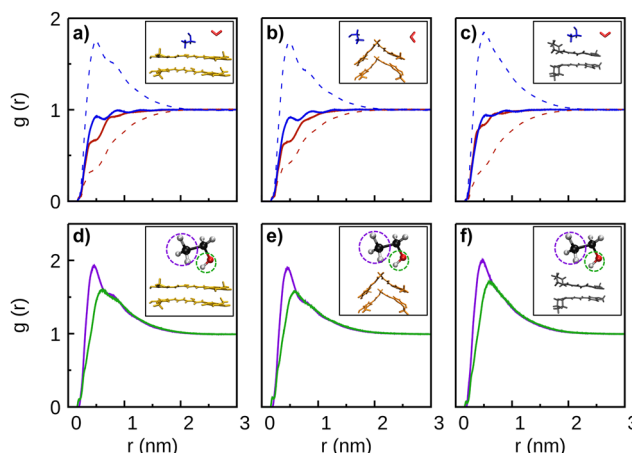 a) b) c)
2
g (r)
1
0
d) e) f)
2
g (r)
1
0
0 1 2 3 0 1 2 3 0 1 2 3
r (nm) r (nm) r (nm)